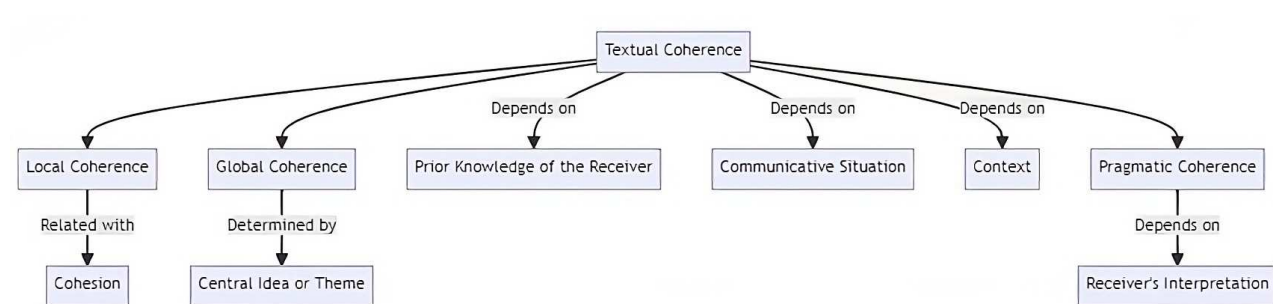 Textual Coherence
Depends on
Depends on
Depends on
Local Coherence
Global Coherence
Prior Knowledge of the Receiver
Communicative Situation
Context
Pragmatic Coherence
Related with
Determined by
Depends on
Cohesion
Central Idea or Theme
Receiver's Interpretation